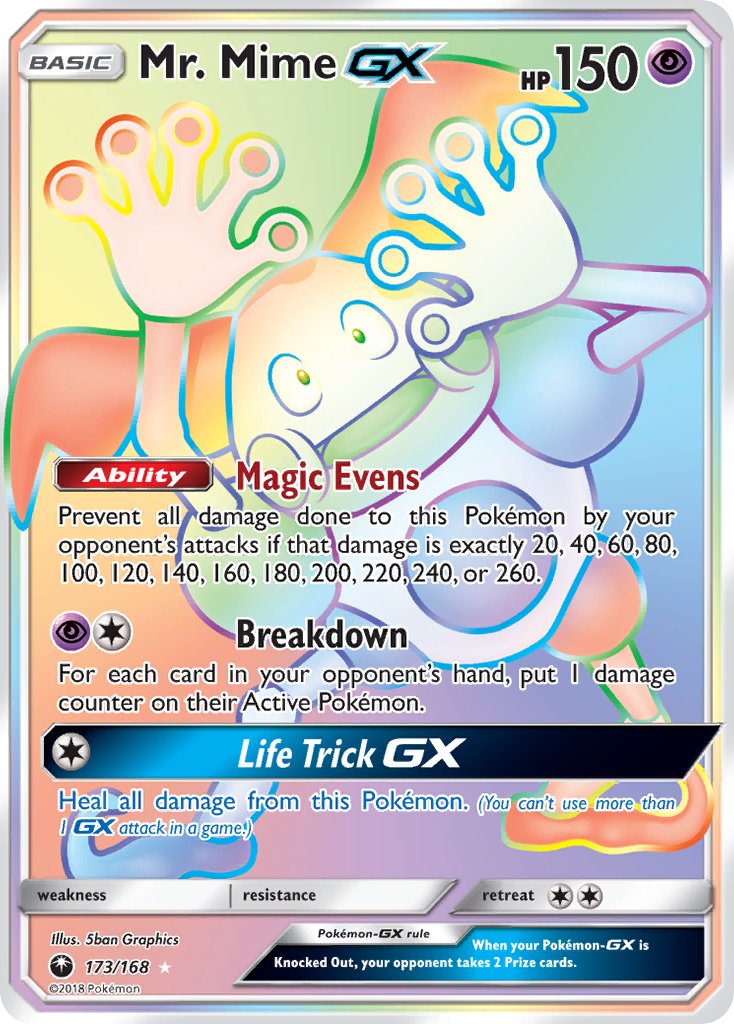 BASIC Mr. Mime GX HP 150
Ability Magic Evens
Prevent all damage done to this Pokémon by your
opponent's attacks if that damage is exactly 20, 40, 60, 80,
100, 120, 140, 160, 180, 200, 220, 240, or 260.
Breakdown
For each card in your opponent's hand, put 1 damage
counter on their Active Pokémon.
Life Trick GX
Heal all damage from this Pokémon. (You can't use more than
1 GX attack in a game.)
weakness resistance retreat
Illus. 5ban Graphics
Pokémon-GX rule
When your Pokémon-GX is
Knocked Out, your opponent takes 2 Prize cards.
173/168
©2018 Pokémon